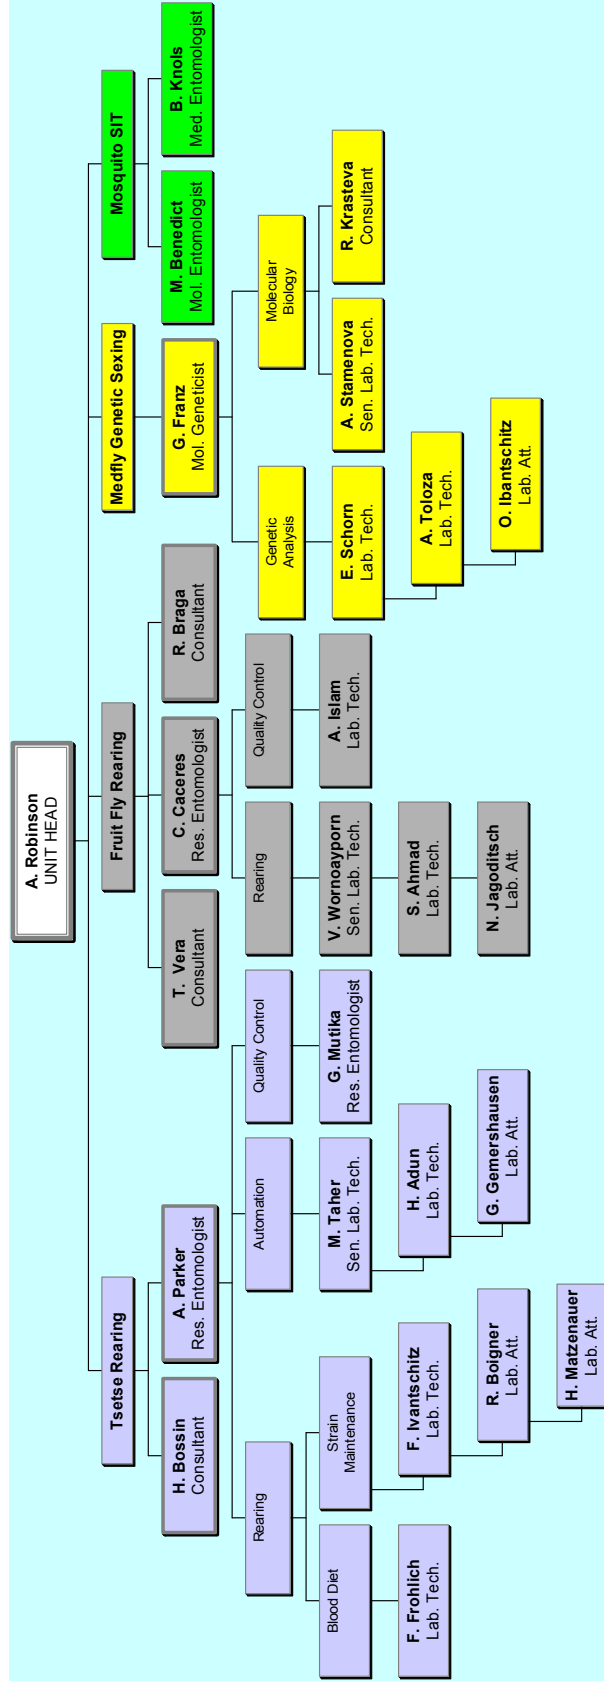 A. Robinson
UNIT HEAD
Tsetse Rearing
Fruit Fly Rearing
Medfly Genetic Sexing
Mosquito SIT
H. Bossin
Consultant
A. Parker
Res. Entomologist
T. Vera
Consultant
C. Caceres
Res. Entomologist
R. Braga
Consultant
G. Franz
Mol. Geneticist
M. Benedict
Mol. Entomologist
B. Knols
Med. Entomologist
Rearing
Automation
Quality Control
Rearing
Quality Control
Genetic
Analysis
Molecular
Biology
Blood Diet
Strain
Maintenance
M. Taher
Sen. Lab. Tech.
G. Mutika
Res. Entomologist
V. Wornoayporn
Sen. Lab. Tech.
A. Islam
Lab. Tech.
E. Schorn
Lab. Tech.
A. Stamenova
Sen. Lab. Tech.
R. Krasteva
Consultant
F. Frohlich
Lab. Tech.
F. Ivantschitz
Lab. Tech.
H. Adun
Lab. Tech.
S. Ahmad
Lab. Tech.
A. Toloza
Lab. Tech.
R. Boigner
Lab. Att.
G. Gemershausen
Lab. Att.
N. Jagoditsch
Lab. Att.
O. Ibantschitz
Lab. Att.
H. Matzenauer
Lab. Att.